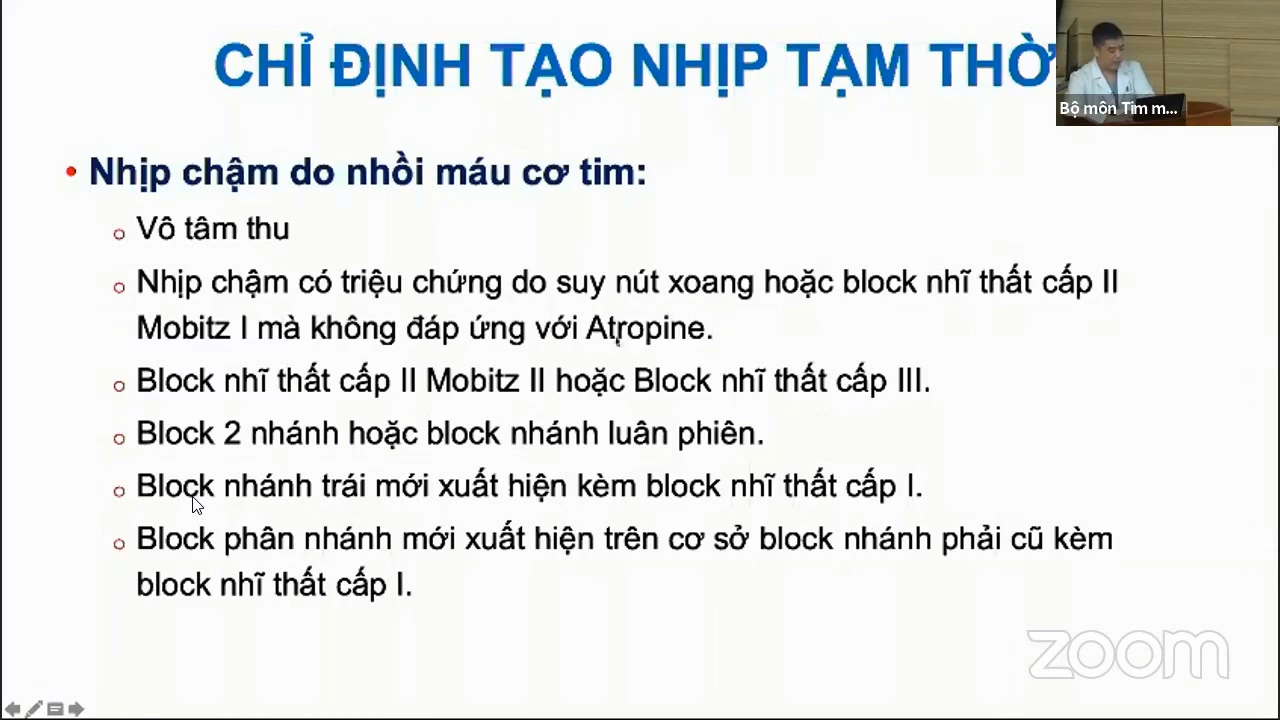 CHỈ ĐỊNH TẠO NHỊP TẠM THỜ
Bộ môn Tim m...
• Nhịp chậm do nhồi máu cơ tim:
o Vô tâm thu
o Nhịp chậm có triệu chứng do suy nút xoang hoặc block nhĩ thất cấp II
Mobitz I mà không đáp ứng với Atropine.
o Block nhĩ thất cấp II Mobitz II hoặc Block nhĩ thất cấp III.
o Block 2 nhánh hoặc block nhánh luân phiên.
o Block nhánh trái mới xuất hiện kèm block nhĩ thất cấp I.
o Block phân nhánh mới xuất hiện trên cơ sở block nhánh phải cũ kèm
block nhĩ thất cấp I.
zoom